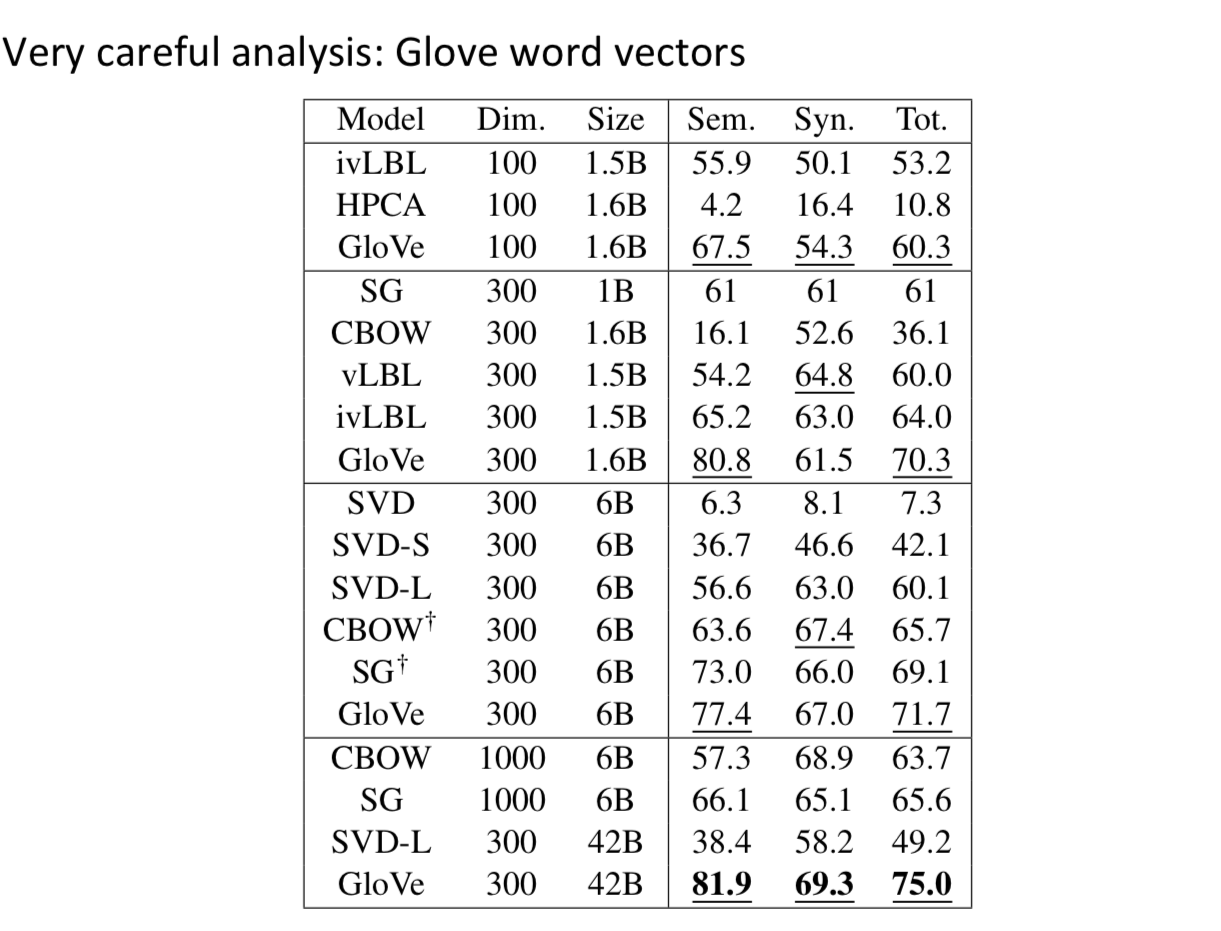 Very careful analysis: Glove word vectors
Model Dim. Size Sem. Syn. Tot.
ivLBL 100 1.5B 55.9 50.1 53.2
HPCA 100 1.6B 4.2 16.4 10.8
GloVe 100 1.6B 67.5 54.3 60.3
SG 300 1B 61 61 61
CBOW 300 1.6B 16.1 52.6 36.1
vLBL 300 1.5B 54.2 64.8 60.0
ivLBL 300 1.5B 65.2 63.0 64.0
GloVe 300 1.6B 80.8 61.5 70.3
SVD 300 6B 6.3 8.1 7.3
SVD-S 300 6B 36.7 46.6 42.1
SVD-L 300 6B 56.6 63.0 60.1
CBOW† 300 6B 63.6 67.4 65.7
SG† 300 6B 73.0 66.0 69.1
GloVe 300 6B 77.4 67.0 71.7
CBOW 1000 6B 57.3 68.9 63.7
SG 1000 6B 66.1 65.1 65.6
SVD-L 300 42B 38.4 58.2 49.2
GloVe 300 42B 81.9 69.3 75.0